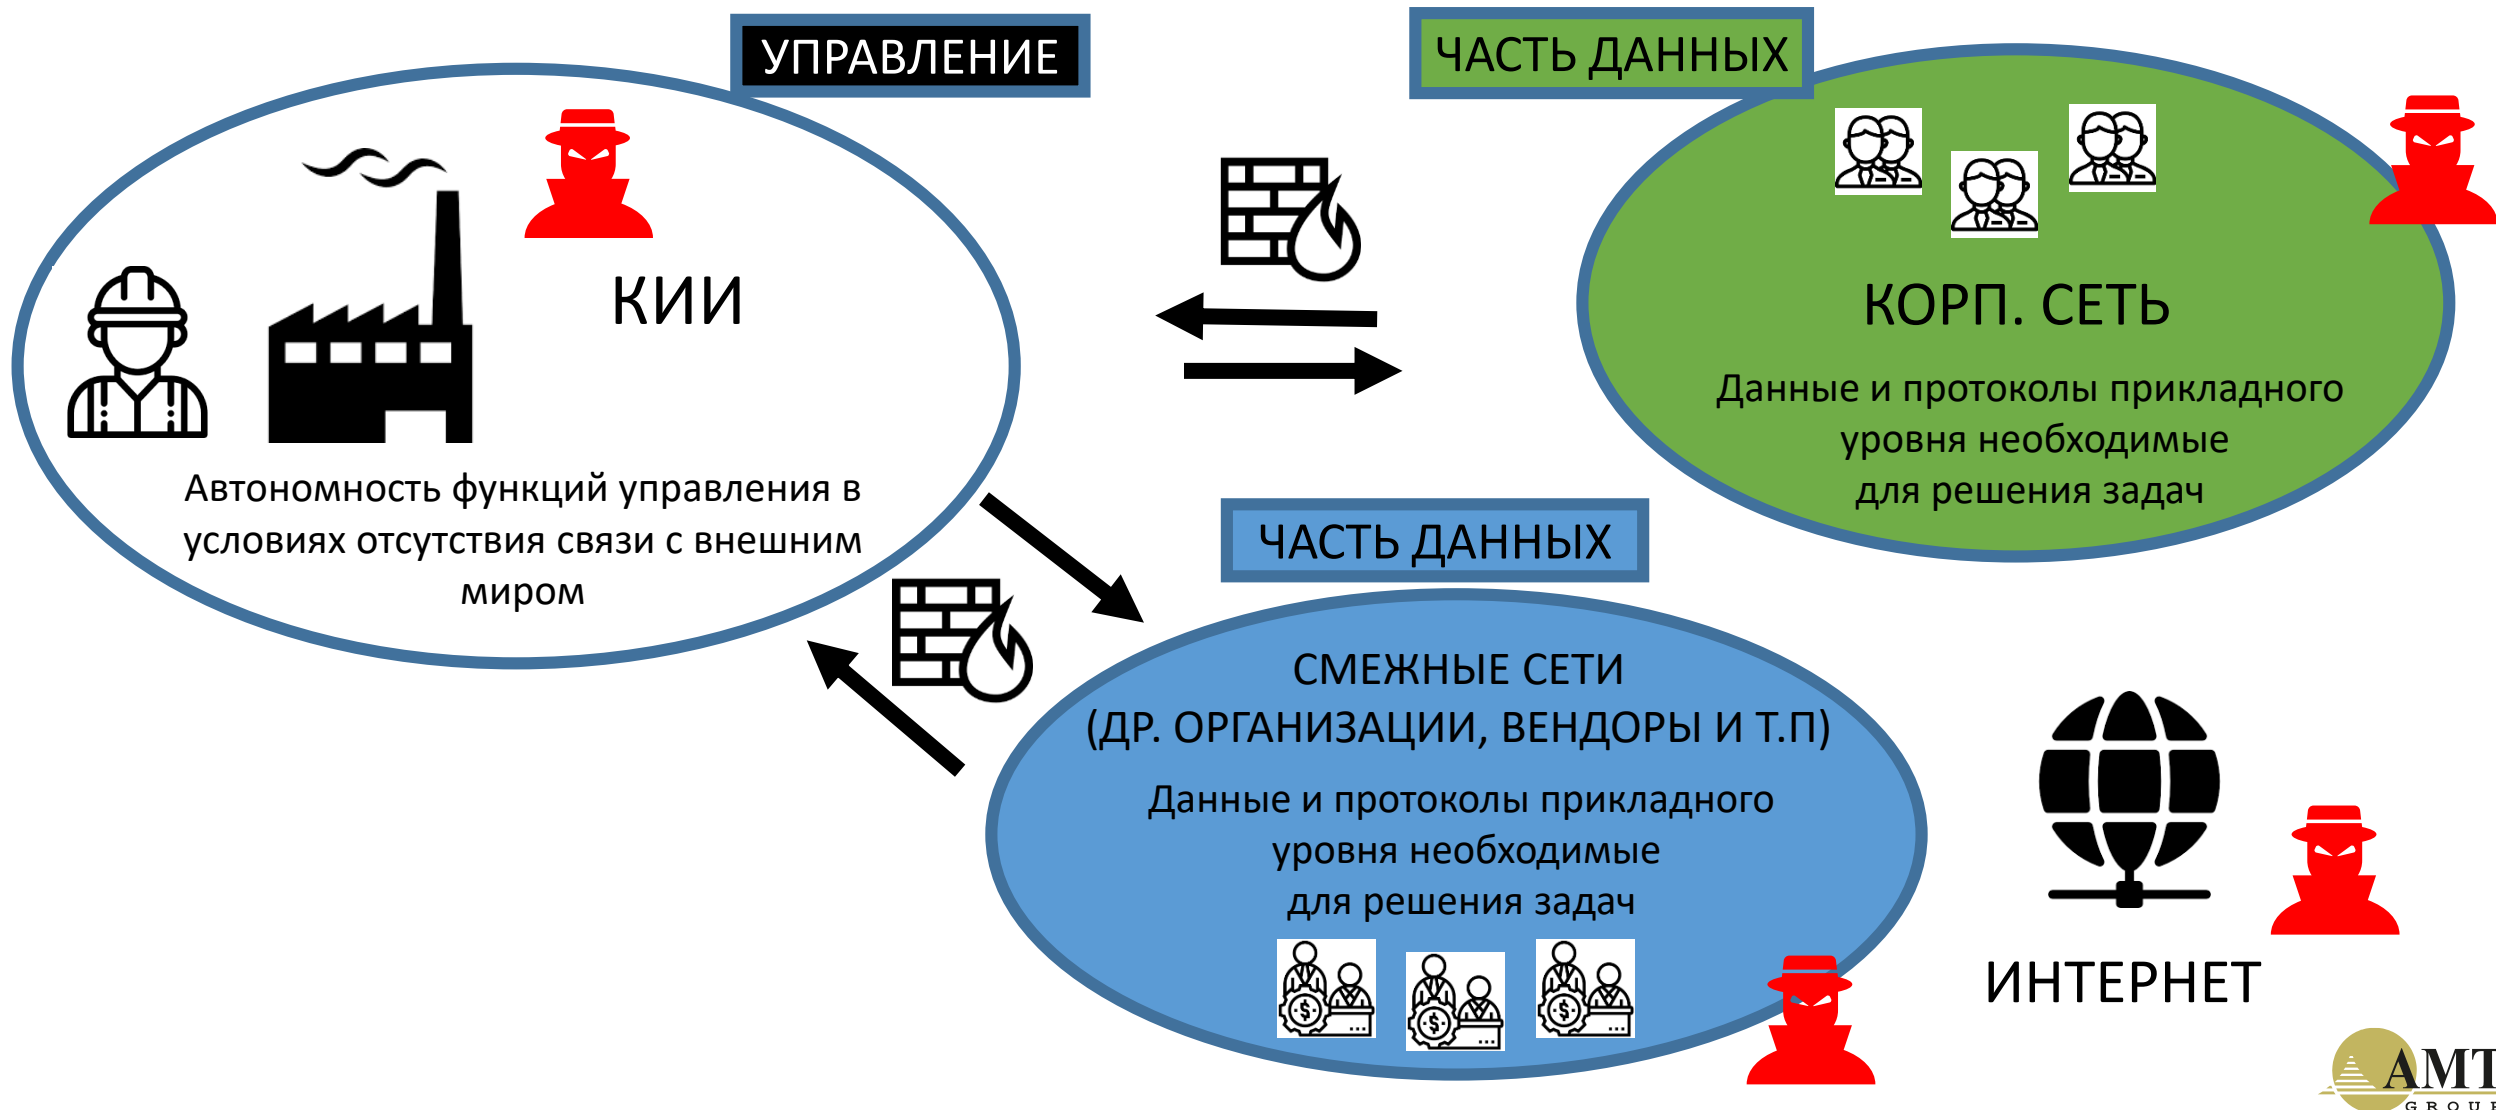 УПРАВЛЕНИЕ
ЧАСТЬ ДАННЫХ
КИИ
Автономность функций управления в
условиях отсутствия связи с внешним
миром
КОРП. СЕТЬ
Данные и протоколы прикладного
уровня необходимые
для решения задач
ЧАСТЬ ДАННЫХ
СМЕЖНЫЕ СЕТИ
(ДР. ОРГАНИЗАЦИИ, ВЕНДОРЫ И Т.П)
Данные и протоколы прикладного
уровня необходимые
для решения задач
ИНТЕРНЕТ
AMT
GROUP